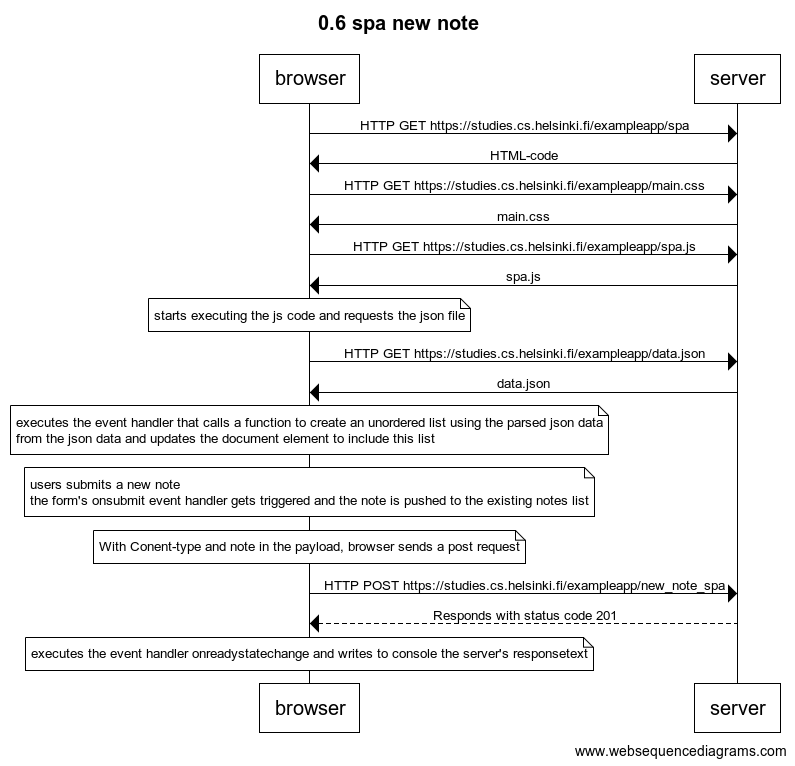 0.6 spa new note
browser
server
HTTP GET https://studies.cs.helsinki.fi/exampleapp/spa
HTML-code
HTTP GET https://studies.cs.helsinki.fi/exampleapp/main.css
main.css
HTTP GET https://studies.cs.helsinki.fi/exampleapp/spa.js
spa.js
starts executing the js code and requests the json file
HTTP GET https://studies.cs.helsinki.fi/exampleapp/data.json
data.json
executes the event handler that calls a function to create an unordered list using the parsed json data
from the json data and updates the document element to include this list
users submits a new note
the form's onsubmit event handler gets triggered and the note is pushed to the existing notes list
With Conent-type and note in the payload, browser sends a post request
HTTP POST https://studies.cs.helsinki.fi/exampleapp/new_note_spa
Responds with status code 201
executes the event handler onreadystatechange and writes to console the server's responsetext
browser
server
www.websequencediagrams.com